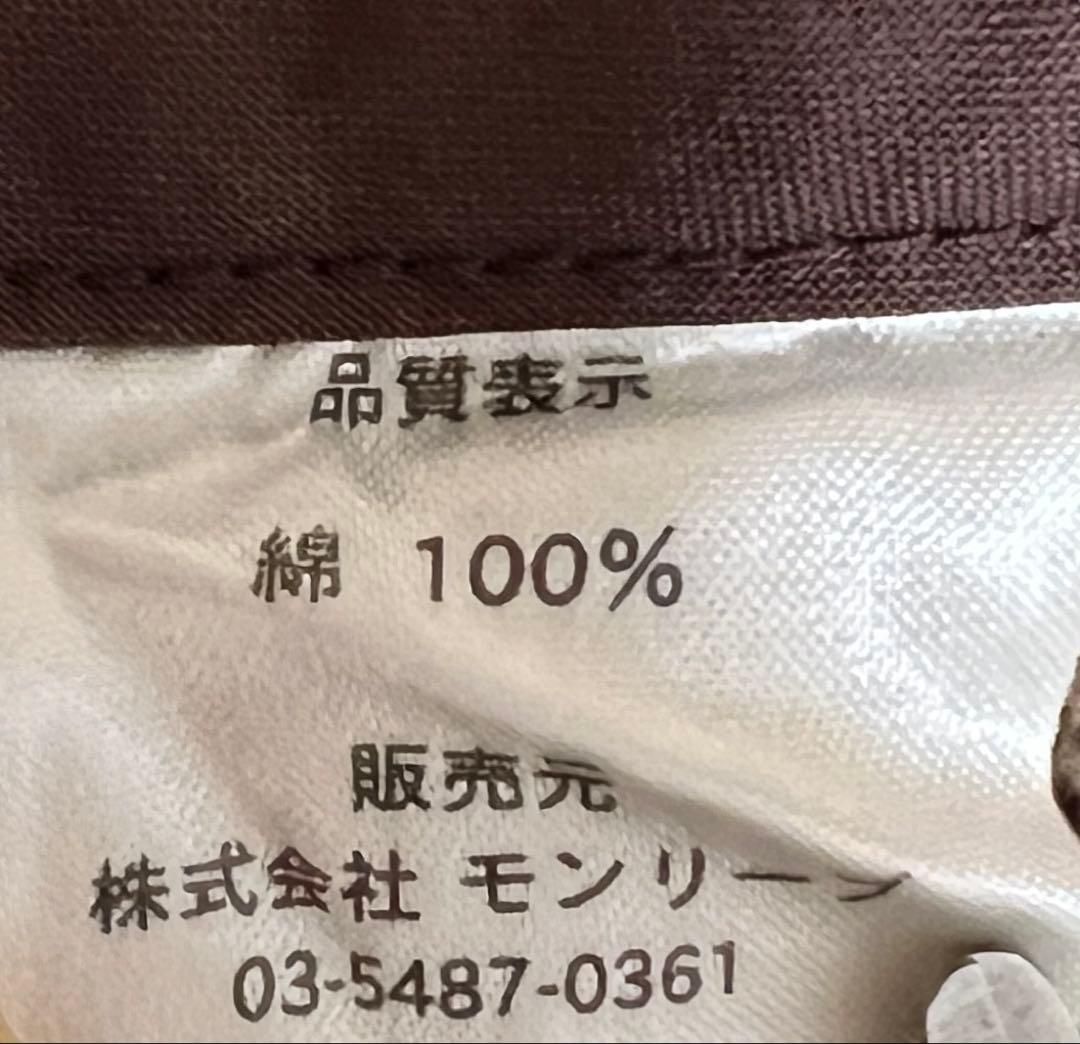 品質表示
綿 100%
販売元
株式会社 モンリーブ
03-5487-0361